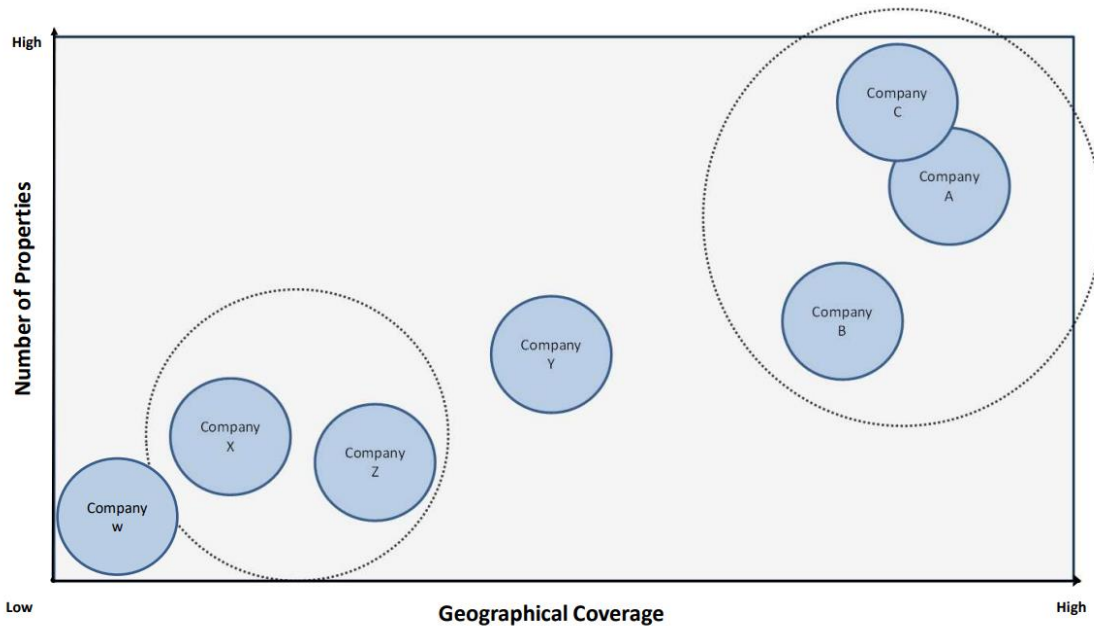 High
Company
C
Company
A
Number of Properties
Company
B
Company
Y
Company
X
Company
Z
Company
w
Low
Geographical Coverage
High